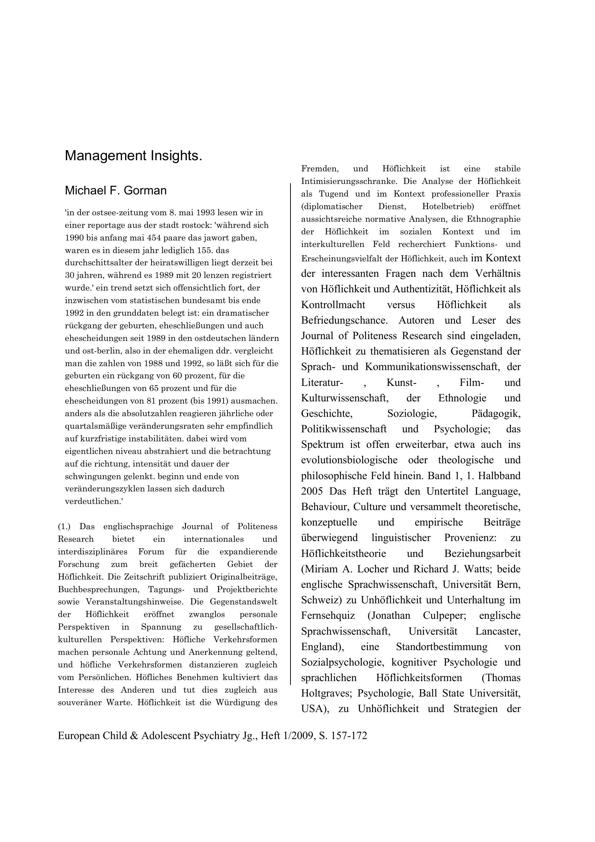 Management Insights.
Michael F. Gorman
'in der ostsee-zeitung vom 8. mai 1993 lesen wir in
einer reportage aus der stadt rostock: 'während sich
1990 bis anfang mai 454 paare das jawort gaben,
waren es in diesem jahr lediglich 155. das
durchschittsalter der heiratswilligen liegt derzeit bei
30 jahren, während es 1989 mit 20 lenzen registriert
wurde.' ein trend setzt sich offensichtlich fort, der
inzwischen vom statistischen bundesamt bis ende
1992 in den grunddaten belegt ist: ein dramatischer
rückgang der geburten, eheschließungen und auch
ehescheidungen seit 1989 in den ostdeutschen ländern
und ost-berlin, also in der ehemaligen ddr. vergleicht
man die zahlen von 1988 und 1992, so läßt sich für die
geburten ein rückgang von 60 prozent, für die
eheschließungen von 65 prozent und für die
ehescheidungen von 81 prozent (bis 1991) ausmachen.
anders als die absolutzahlen reagieren jährliche oder
quartalsmäßige veränderungsraten sehr empfindlich
auf kurzfristige instabilitäten. dabei wird vom
eigentlichen niveau abstrahiert und die betrachtung
auf die richtung, intensität und dauer der
schwingungen gelenkt. beginn und ende von
veränderungszyklen lassen sich dadurch
verdeutlichen.'
(1.) Das englischsprachige Journal of Politeness
Research bietet ein internationales und
interdisziplinäres Forum für die expandierende
Forschung zum breit gefächerten Gebiet der
Höflichkeit. Die Zeitschrift publiziert Originalbeiträge,
Buchbesprechungen, Tagungs- und Projektberichte
sowie Veranstaltungshinweise. Die Gegenstandswelt
der Höflichkeit eröffnet zwanglos personale
Perspektiven in Spannung zu gesellschaftlich-
kulturellen Perspektiven: Höfliche Verkehrsformen
machen personale Achtung und Anerkennung geltend,
und höfliche Verkehrsformen distanzieren zugleich
vom Persönlichen. Höfliches Benehmen kultiviert das
Interesse des Anderen und tut dies zugleich aus
souveräner Warte. Höflichkeit ist die Würdigung des
Fremden, und Höflichkeit ist eine stabile
Intimisierungsschranke. Die Analyse der Höflichkeit
als Tugend und im Kontext professioneller Praxis
(diplomatischer Dienst, Hotelbetrieb) eröffnet
aussichtsreiche normative Analysen, die Ethnographie
der Höflichkeit im sozialen Kontext und im
interkulturellen Feld recherchiert Funktions- und
Erscheinungsvielfalt der Höflichkeit, auch im Kontext
der interessanten Fragen nach dem Verhältnis
von Höflichkeit und Authentizität, Höflichkeit als
Kontrollmacht versus Höflichkeit als
Befriedungschance. Autoren und Leser des
Journal of Politeness Research sind eingeladen,
Höflichkeit zu thematisieren als Gegenstand der
Sprach- und Kommunikationswissenschaft, der
Literatur- , Kunst- , Film- und
Kulturwissenschaft, der Ethnologie und
Geschichte, Soziologie, Pädagogik,
Politikwissenschaft und Psychologie; das
Spektrum ist offen erweiterbar, etwa auch ins
evolutionsbiologische oder theologische und
philosophische Feld hinein. Band 1, 1. Halbband
2005 Das Heft trägt den Untertitel Language,
Behaviour, Culture und versammelt theoretische,
konzeptuelle und empirische Beiträge
überwiegend linguistischer Provenienz: zu
Höflichkeitstheorie und Beziehungsarbeit
(Miriam A. Locher und Richard J. Watts; beide
englische Sprachwissenschaft, Universität Bern,
Schweiz) zu Unhöflichkeit und Unterhaltung im
Fernsehquiz (Jonathan Culpeper; englische
Sprachwissenschaft, Universität Lancaster,
England), eine Standortbestimmung von
Sozialpsychologie, kognitiver Psychologie und
sprachlichen Höflichkeitsformen (Thomas
Holtgraves; Psychologie, Ball State Universität,
USA), zu Unhöflichkeit und Strategien der
European Child & Adolescent Psychiatry Jg., Heft 1/2009, S. 157-172